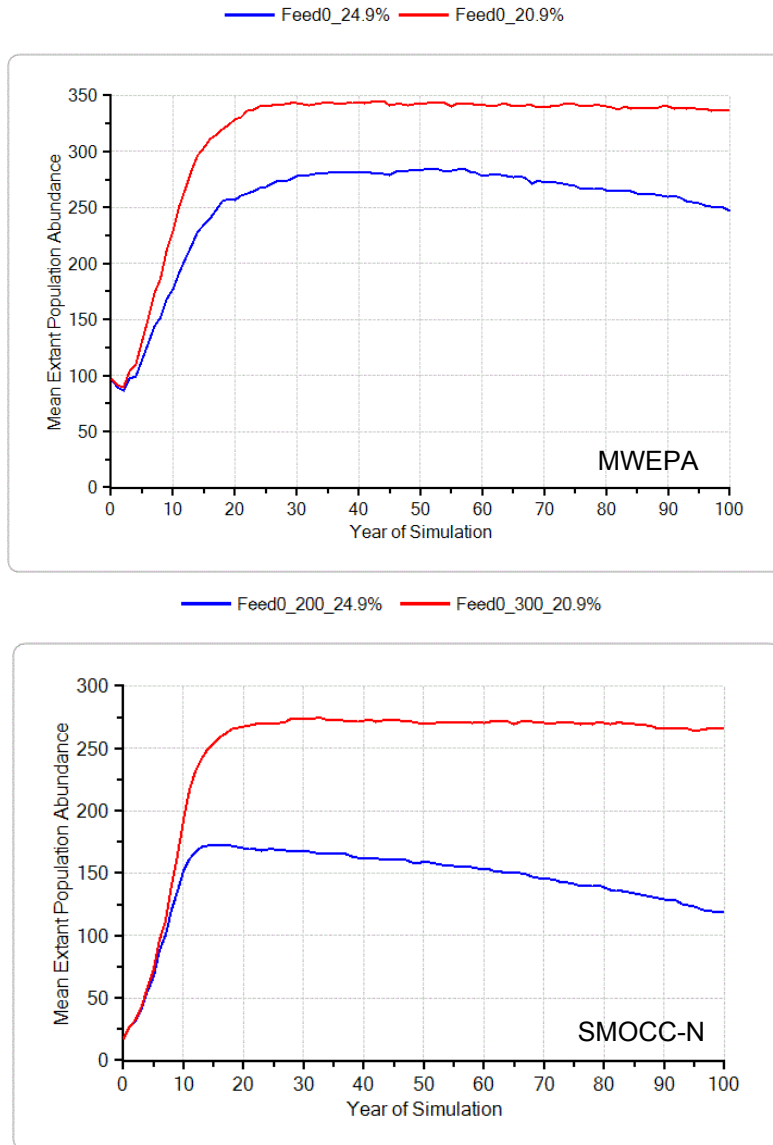 Feed0_24.9% Feed0_20.9%
350
300
250
200
150
100
50
0
Mean Extant Population Abundance
MWEPA
0 10 20 30 40 50 60 70 80 90 100
Year of Simulation
Feed0_200_24.9% Feed0_300_20.9%
300
250
200
150
100
50
0
Mean Extant Population Abundance
SMOCC-N
0 10 20 30 40 50 60 70 80 90 100
Year of Simulation